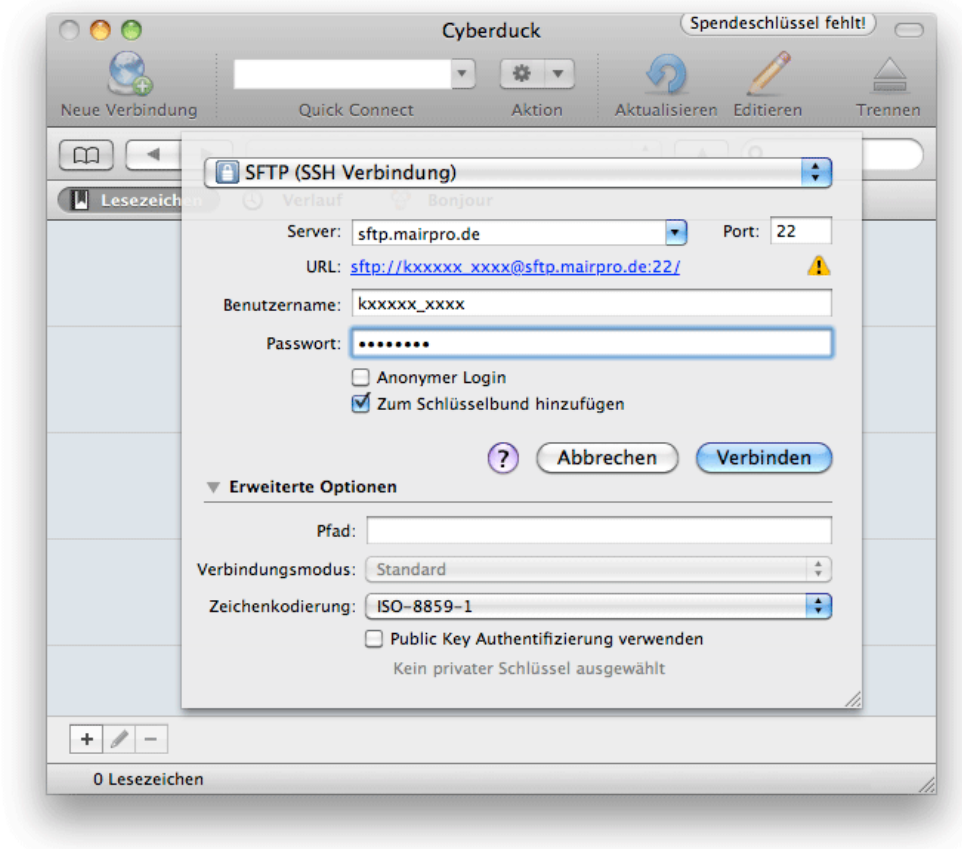 Cyberduck
Spendeschlüssel fehlt!
Neue Verbindung
Quick Connect
Aktion
Aktualisieren
Editieren
Trennen
SFTP (SSH Verbindung)
Lesezeichen
Verlauf
Bonjour
Server: sftp.mairpro.de Port: 22
URL: sftp://kxxxxx_xxxx@sftp.mairpro.de:22/
Benutzername: kxxxxx_xxxx
Passwort: ••••••••
Anonymer Login
Zum Schlüsselbund hinzufügen
? Abbrechen Verbinden
Erweiterte Optionen
Pfad:
Verbindungsmodus: Standard
Zeichenkodierung: ISO-8859-1
Public Key Authentifizierung verwenden
Kein privater Schlüssel ausgewählt
0 Lesezeichen